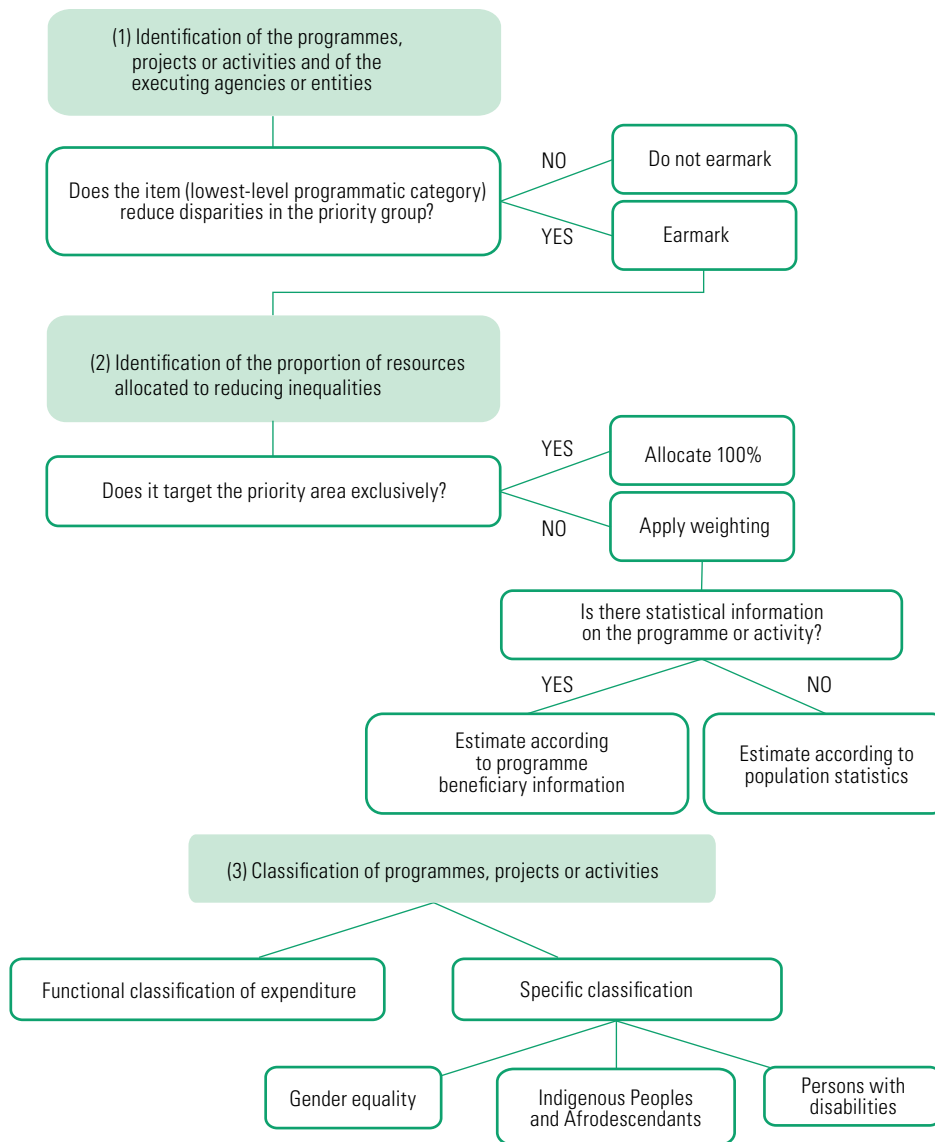 (1) Identification of the programmes,
projects or activities and of the
executing agencies or entities
Does the item (lowest-level programmatic category)
reduce disparities in the priority group?
NO
Do not earmark
YES
Earmark
(2) Identification of the proportion of resources
allocated to reducing inequalities
Does it target the priority area exclusively?
YES
Allocate 100%
NO
Apply weighting
Is there statistical information
on the programme or activity?
YES
NO
Estimate according
to programme
beneficiary information
Estimate according to
population statistics
(3) Classification of programmes, projects or activities
Functional classification of expenditure
Specific classification
Gender equality
Indigenous Peoples
and Afrodescendants
Persons with
disabilities